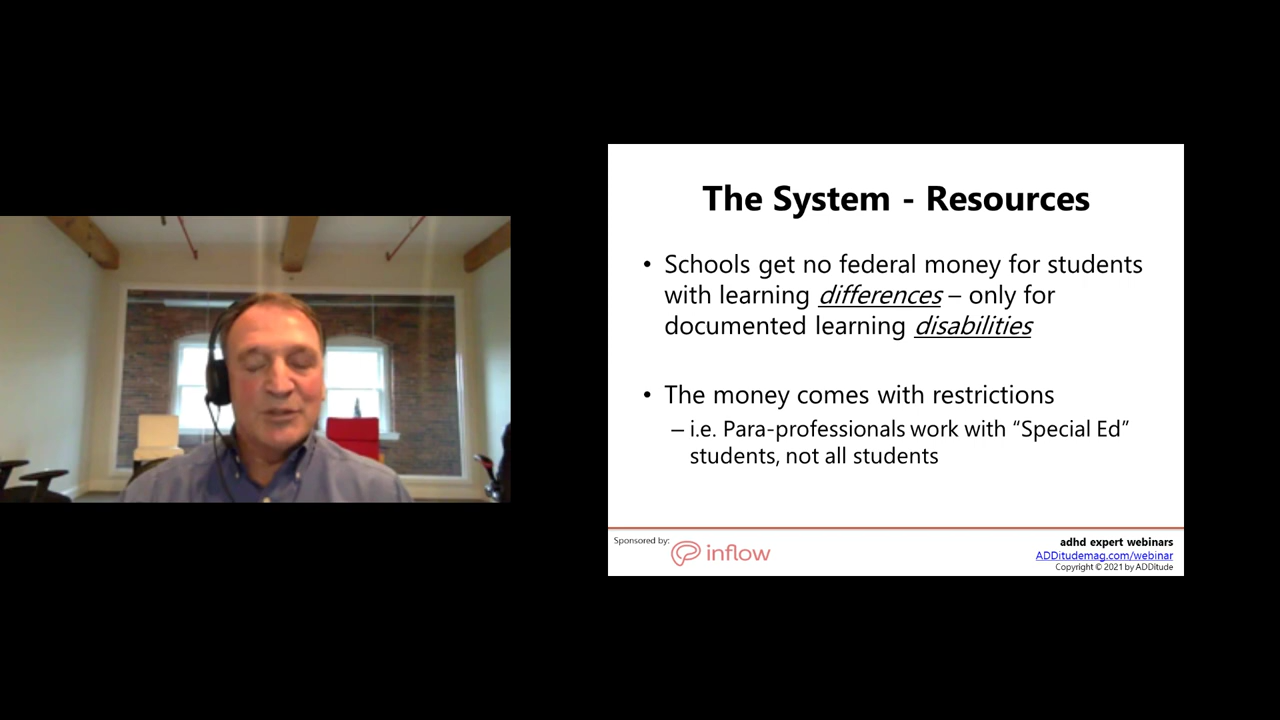 The System - Resources
• Schools get no federal money for students
with learning differences – only for
documented learning disabilities
• The money comes with restrictions
– i.e. Para-professionals work with “Special Ed”
students, not all students
Sponsored by:
inflow
adhd expert webinars
ADDitudemag.com/webinar
Copyright © 2021 by ADDitude